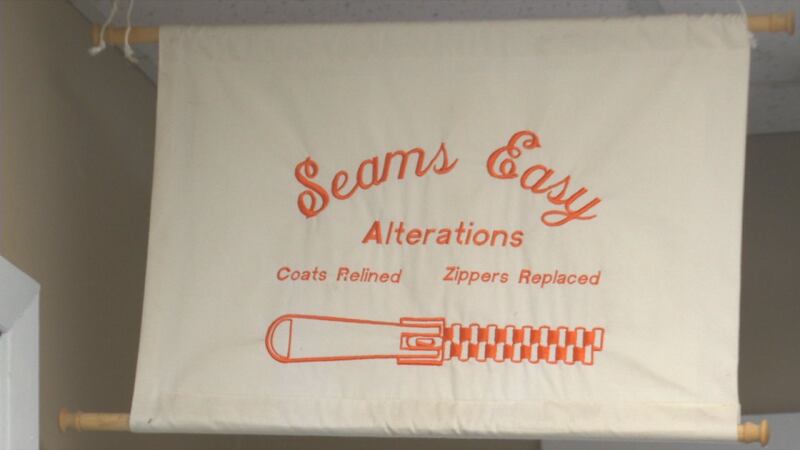 Seams Easy
Alterations
Coats Relined Zippers Replaced